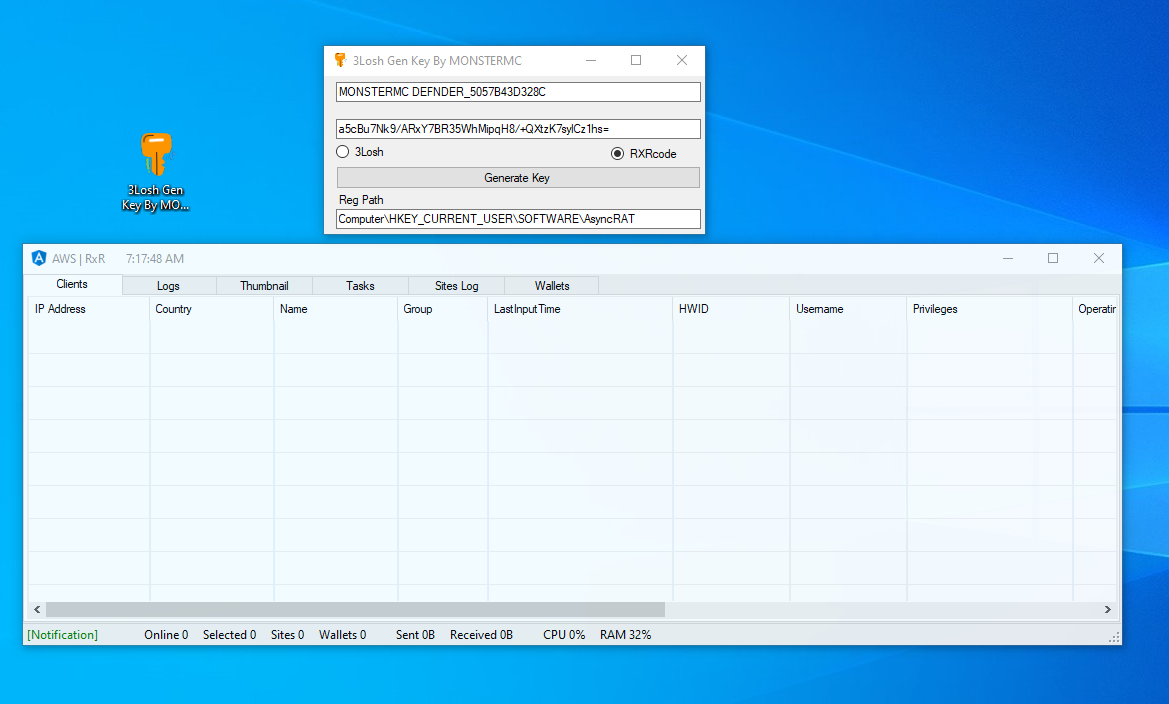 3Losh Gen Key By MONSTERMC
MONSTERMC DEFNDER_5057B43D328C
a5cBu7Nk9/ARxY7BR35WhMipqH8/+QXtzK7sylCz1hs=
3Losh
RXRcode
Generate Key
Reg Path
Computer\HKEY_CURRENT_USER\SOFTWARE\AsyncRAT
3Losh Gen
Key By MO...
AWS | RxR 7:17:48 AM
Clients Logs Thumbnail Tasks Sites Log Wallets
IP Address Country Name Group LastInputTime HWID Username Privileges Operatin
[Notification] Online 0 Selected 0 Sites 0 Wallets 0 Sent 0B Received 0B CPU 0% RAM 32%